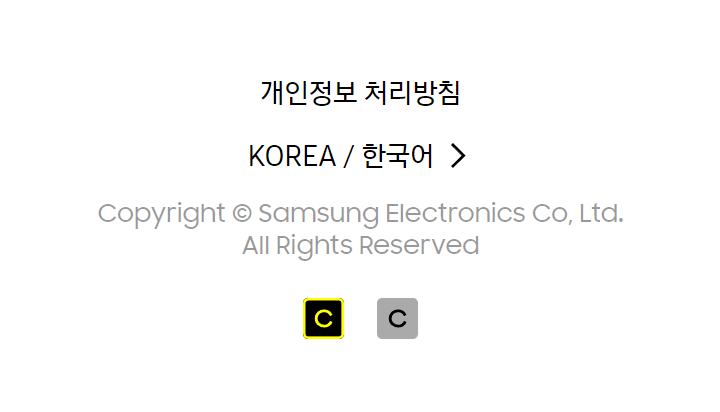 개인정보 처리방침
KOREA / 한국어
Copyright © Samsung Electronics Co, Ltd.
All Rights Reserved
C C